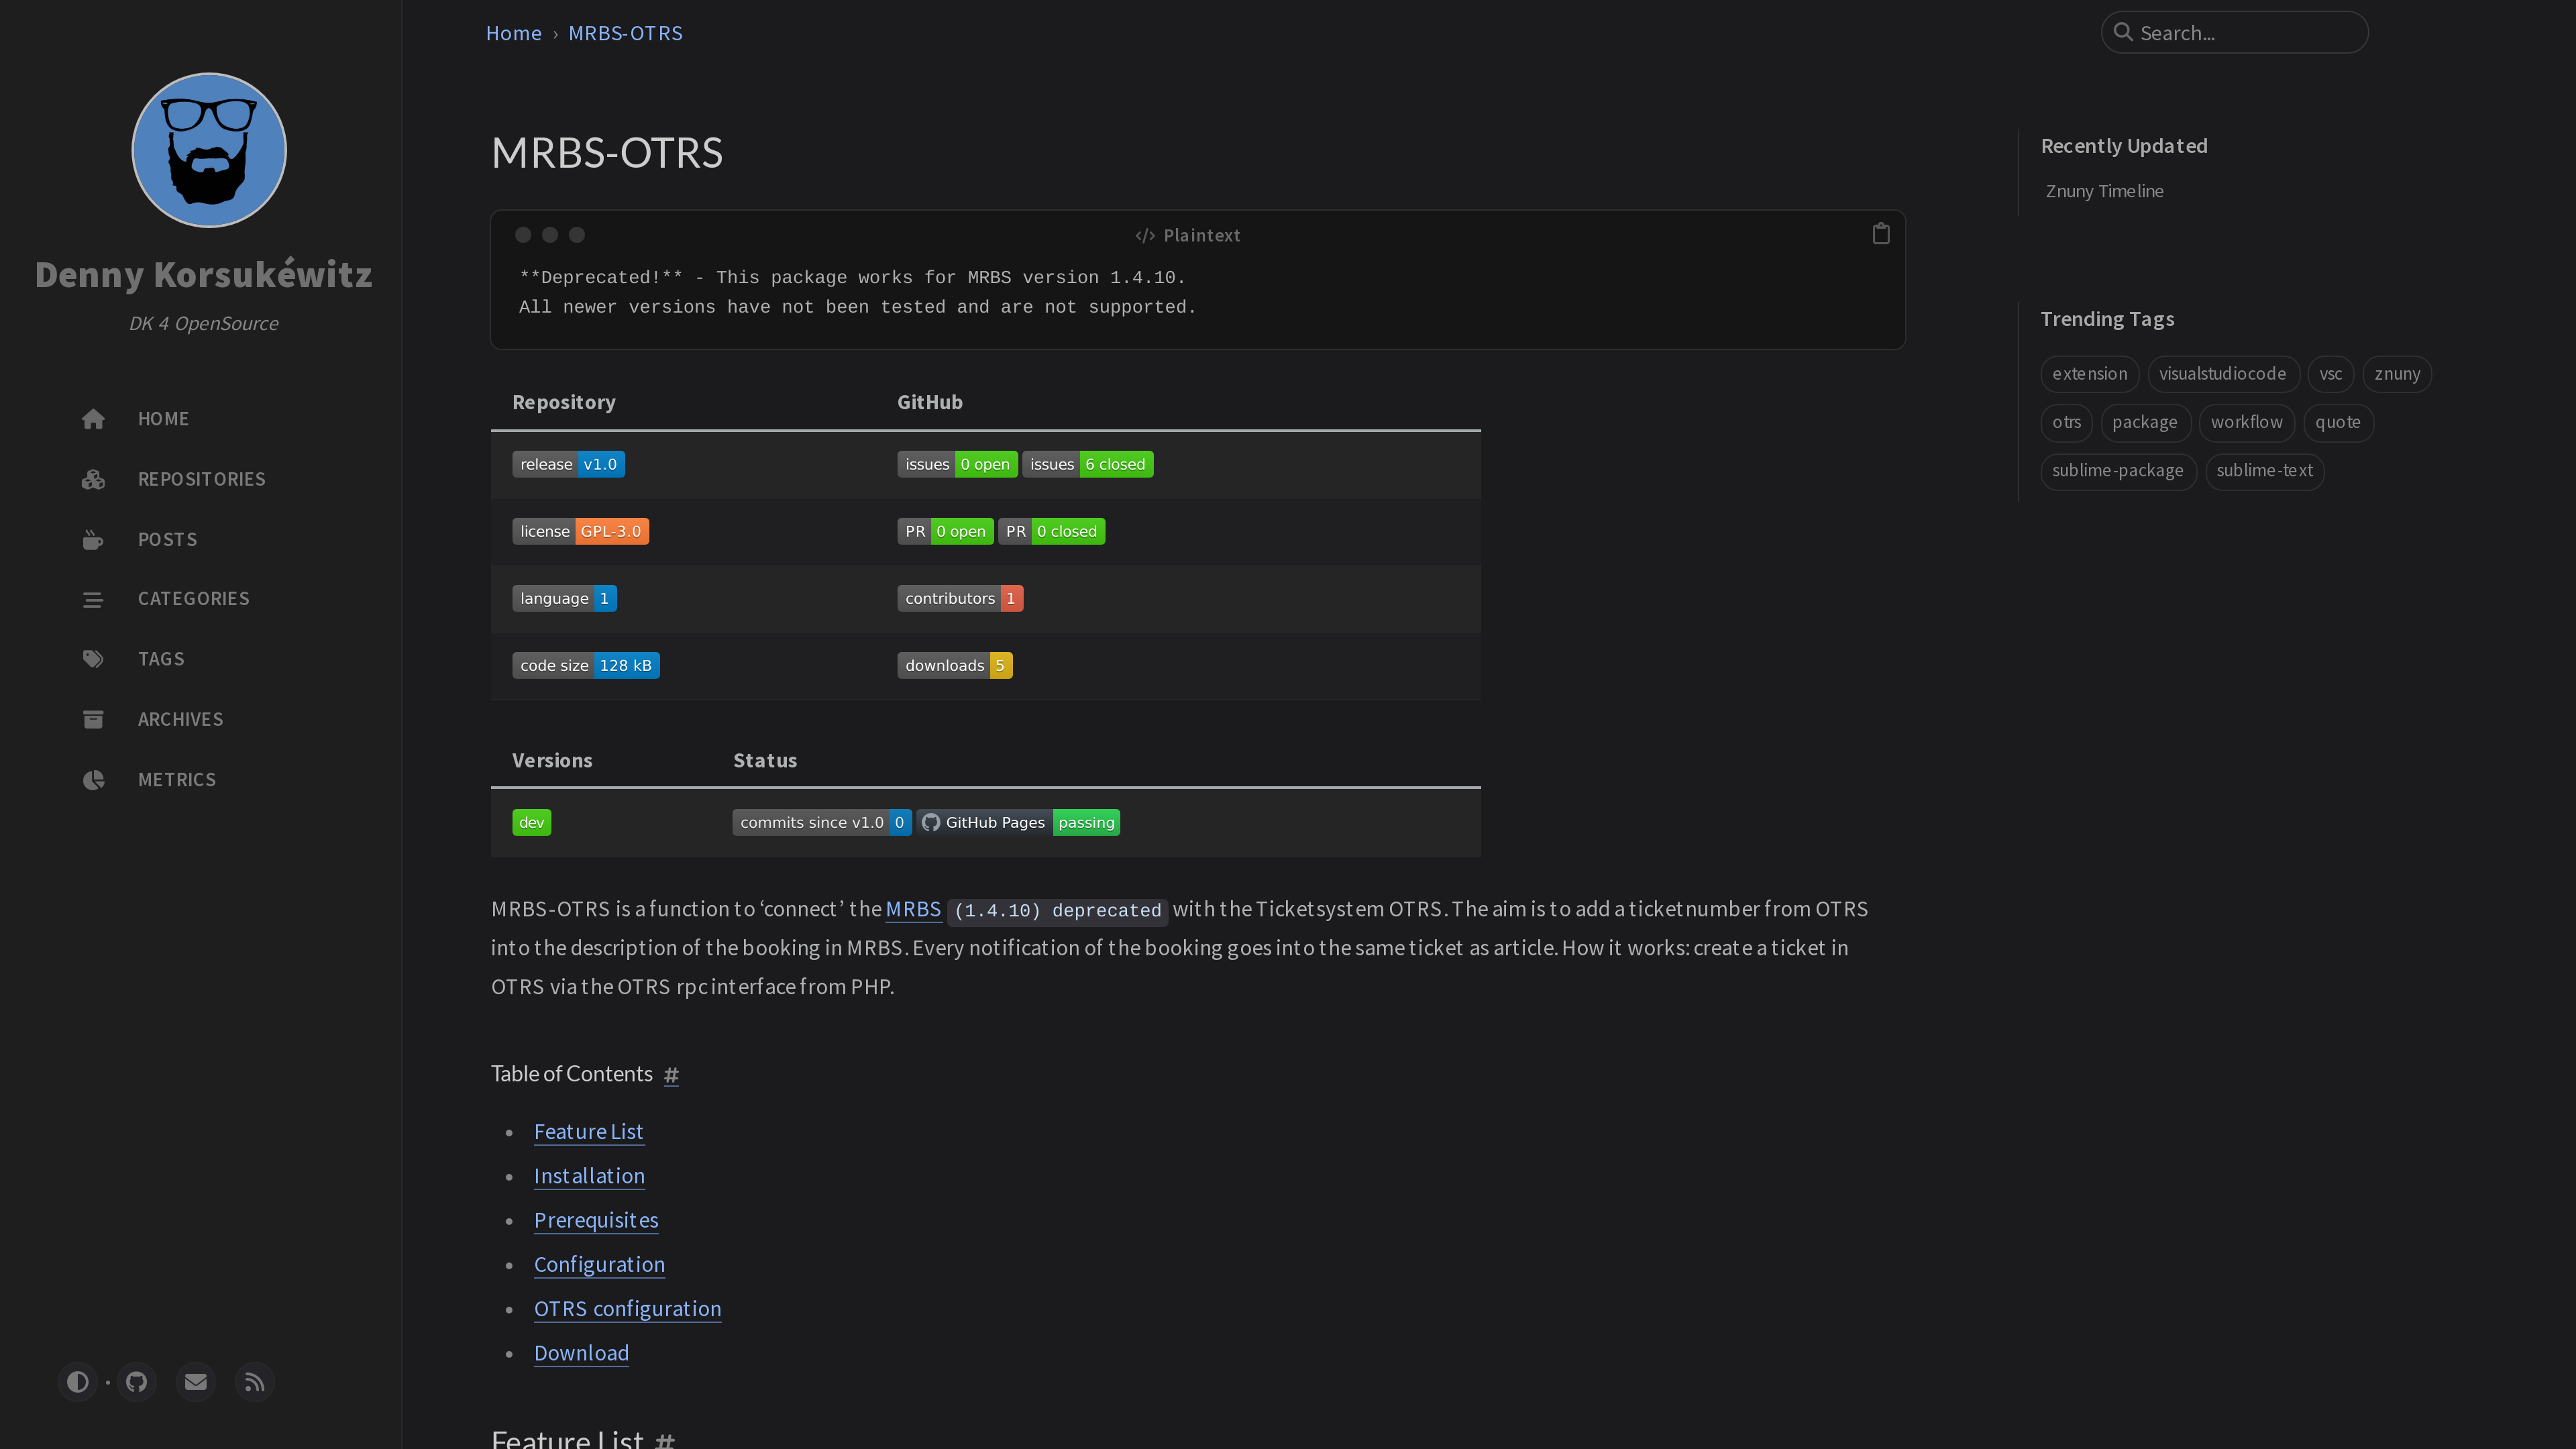 Denny Korsukéwitz
DK 4 OpenSource
HOME
REPOSITORIES
POSTS
CATEGORIES
TAGS
ARCHIVES
METRICS
Home › MRBS-OTRS
Search...
MRBS-OTRS
Plaintext
**Deprecated!** - This package works for MRBS version 1.4.10.
All newer versions have not been tested and are not supported.
Repository GitHub
release v1.0 issues 0 open issues 6 closed
license GPL-3.0 PR 0 open PR 0 closed
language 1 contributors 1
code size 128 kB downloads 5
Versions Status
dev commits since v1.0 0 GitHub Pages passing
MRBS-OTRS is a function to ‘connect’ the MRBS (1.4.10) deprecated with the Ticketsystem OTRS. The aim is to add a ticketnumber from OTRS
into the description of the booking in MRBS. Every notification of the booking goes into the same ticket as article. How it works: create a ticket in
OTRS via the OTRS rpc interface from PHP.
Table of Contents #
Feature List
Installation
Prerequisites
Configuration
OTRS configuration
Download
Feature List #
Recently Updated
Znuny Timeline
Trending Tags
extension visualstudiocode vsc znuny
otrs package workflow quote
sublime-package sublime-text